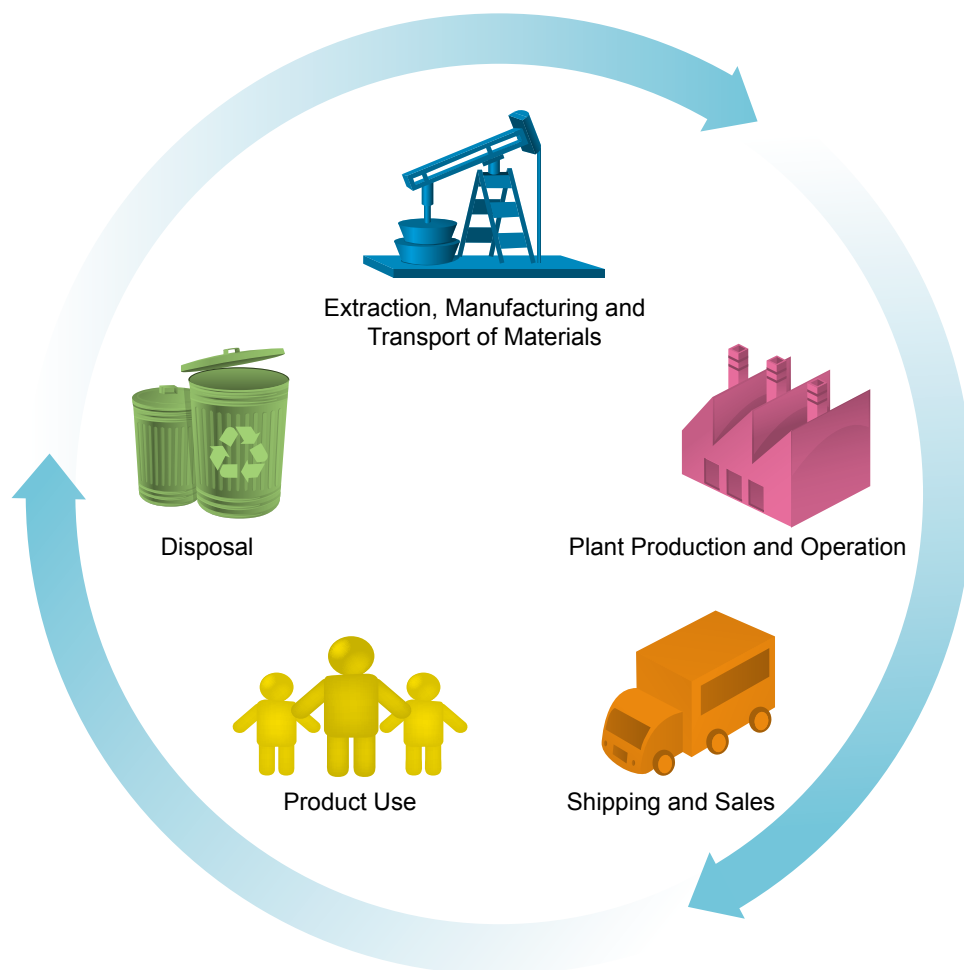 Extraction, Manufacturing and
Transport of Materials
Disposal
Plant Production and Operation
Product Use
Shipping and Sales